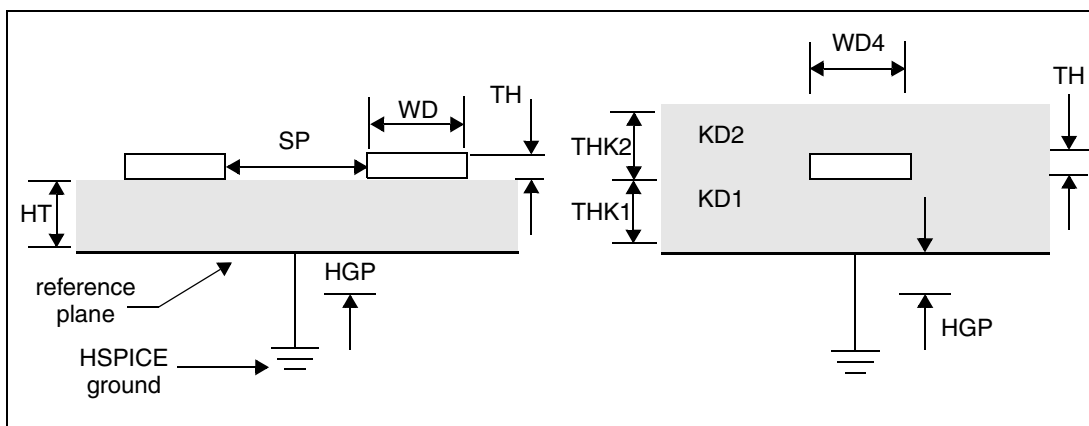 WD
TH
SP
HT
HGP
reference
plane
HSPICE
ground
WD4
TH
THK2
KD2
THK1
KD1
HGP